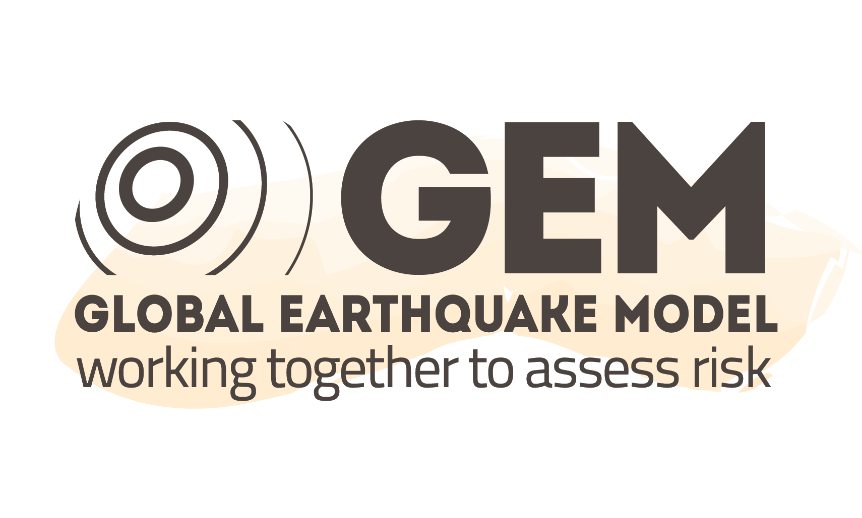 GEM
GLOBAL EARTHQUAKE MODEL
working together to assess risk